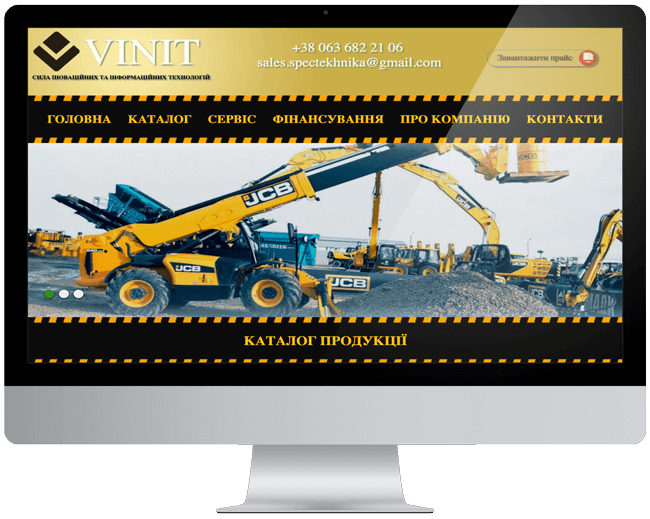 VINIT
СИЛА ІНОВАЦІЙНИХ ТА ІНФОРМАЦІЙНИХ ТЕХНОЛОГІЙ
+38 063 682 21 06
sales.spectekhnika@gmail.com
Завантажити прайс
ГОЛОВНА КАТАЛОГ СЕРВІС ФІНАНСУВАННЯ ПРО КОМПАНІЮ КОНТАКТИ
JCB
JCB
JCB
КАТАЛОГ ПРОДУКЦІЇ